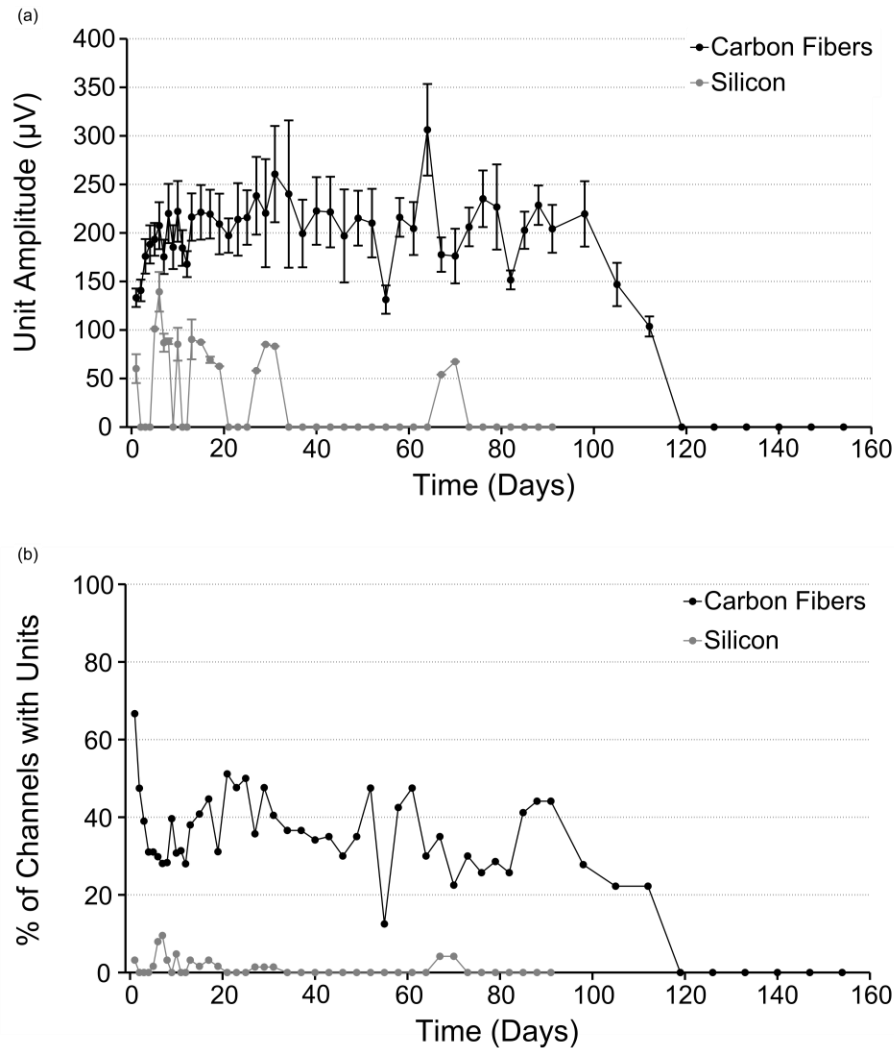 (a)
400
350
300
250
200
150
100
50
0
Unit Amplitude (µV)
Carbon Fibers
Silicon
0 20 40 60 80 100 120 140 160
Time (Days)
(b)
100
80
60
40
20
0
% of Channels with Units
Carbon Fibers
Silicon
0 20 40 60 80 100 120 140 160
Time (Days)